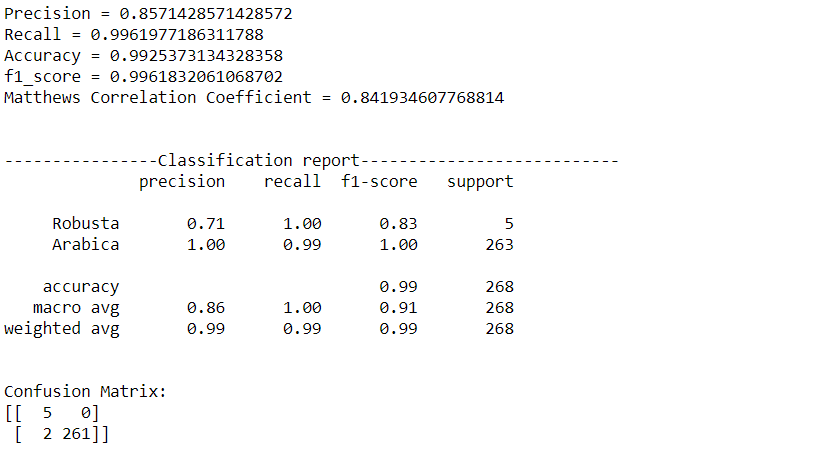 Precision = 0.8571428571428572
Recall = 0.9961977186311788
Accuracy = 0.9925373134328358
f1_score = 0.9961832061068702
Matthews Correlation Coefficient = 0.841934607768814
----------------Classification report---------------------------
precision recall f1-score support
Robusta 0.71 1.00 0.83 5
Arabica 1.00 0.99 1.00 263
accuracy 0.99 268
macro avg 0.86 1.00 0.91 268
weighted avg 0.99 0.99 0.99 268
Confusion Matrix:
[[ 5 0]
[ 2 261]]